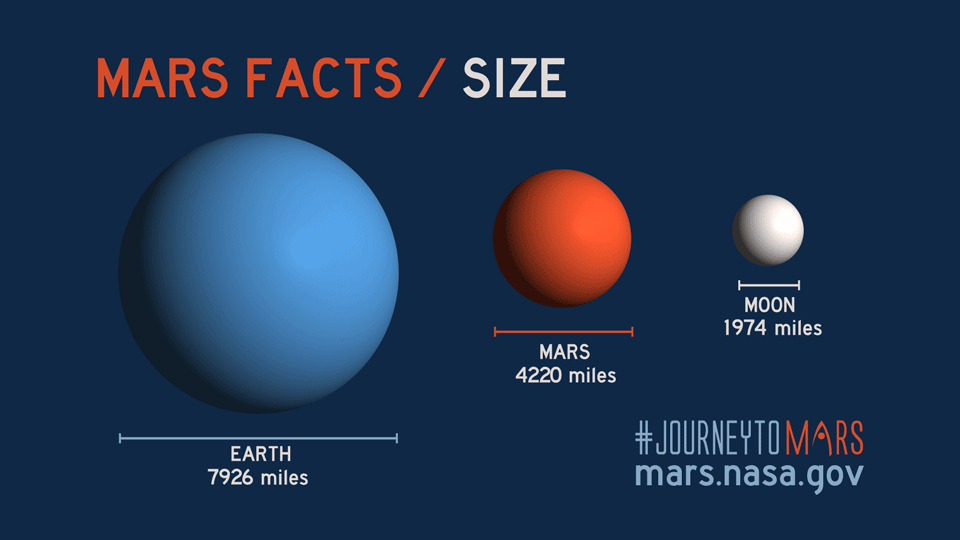 MARS FACTS / SIZE
EARTH
7926 miles
MARS
4220 miles
MOON
1974 miles
#JOURNEYTOMARS
mars.nasa.gov